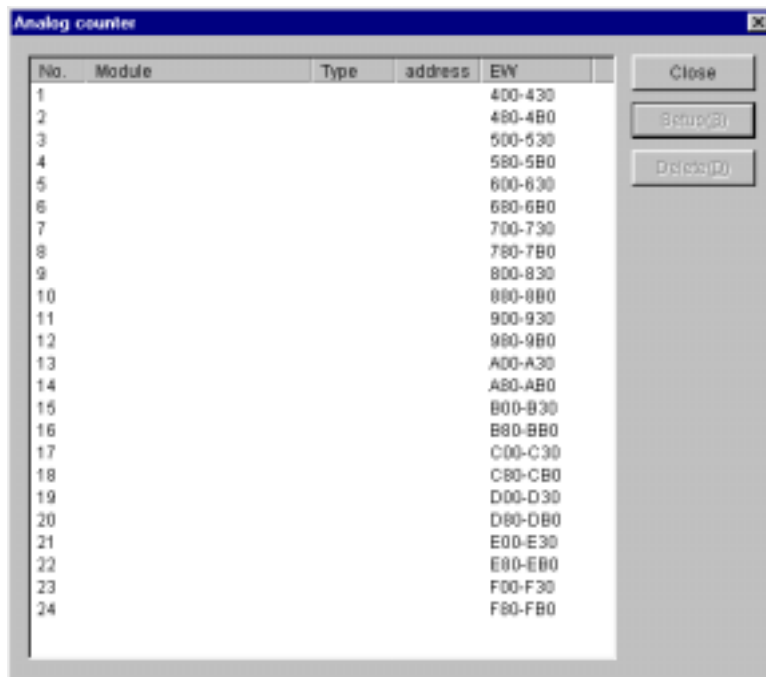 Analog counter
No. Module Type address EW
Close
Setup(S)
Delete(D)
1 400-430
2 480-4B0
3 500-530
4 580-5B0
5 600-630
6 680-6B0
7 700-730
8 780-7B0
9 800-830
10 880-8B0
11 900-930
12 980-9B0
13 A00-A30
14 A80-AB0
15 B00-B30
16 B80-BB0
17 C00-C30
18 C80-CB0
19 D00-D30
20 D80-DB0
21 E00-E30
22 E80-EB0
23 F00-F30
24 F80-FB0